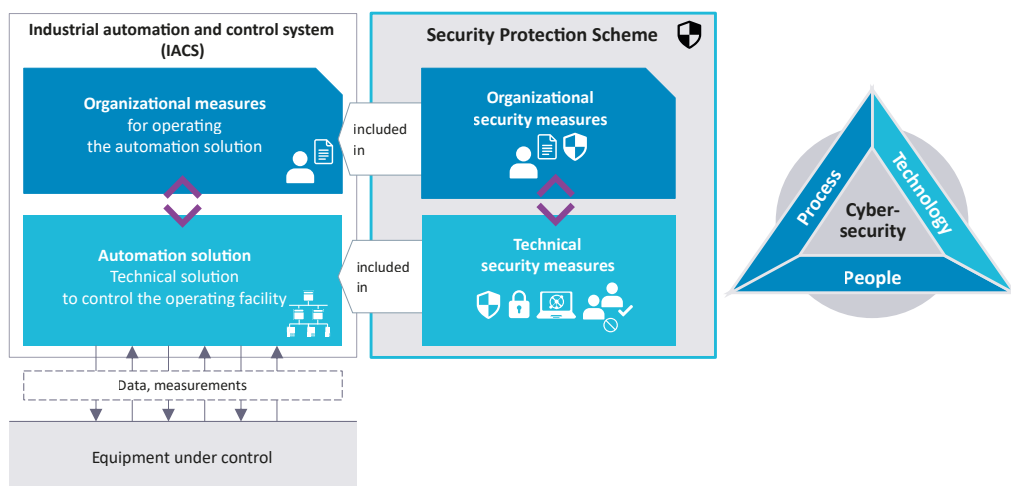 Industrial automation and control system
(IACS)
Organizational measures
for operating
the automation solution
Automation solution
Technical solution
to control the operating facility
Data, measurements
Equipment under control
included
in
included
in
Security Protection Scheme
Organizational
security measures
Technical
security measures
Process
Technology
Cyber-
security
People